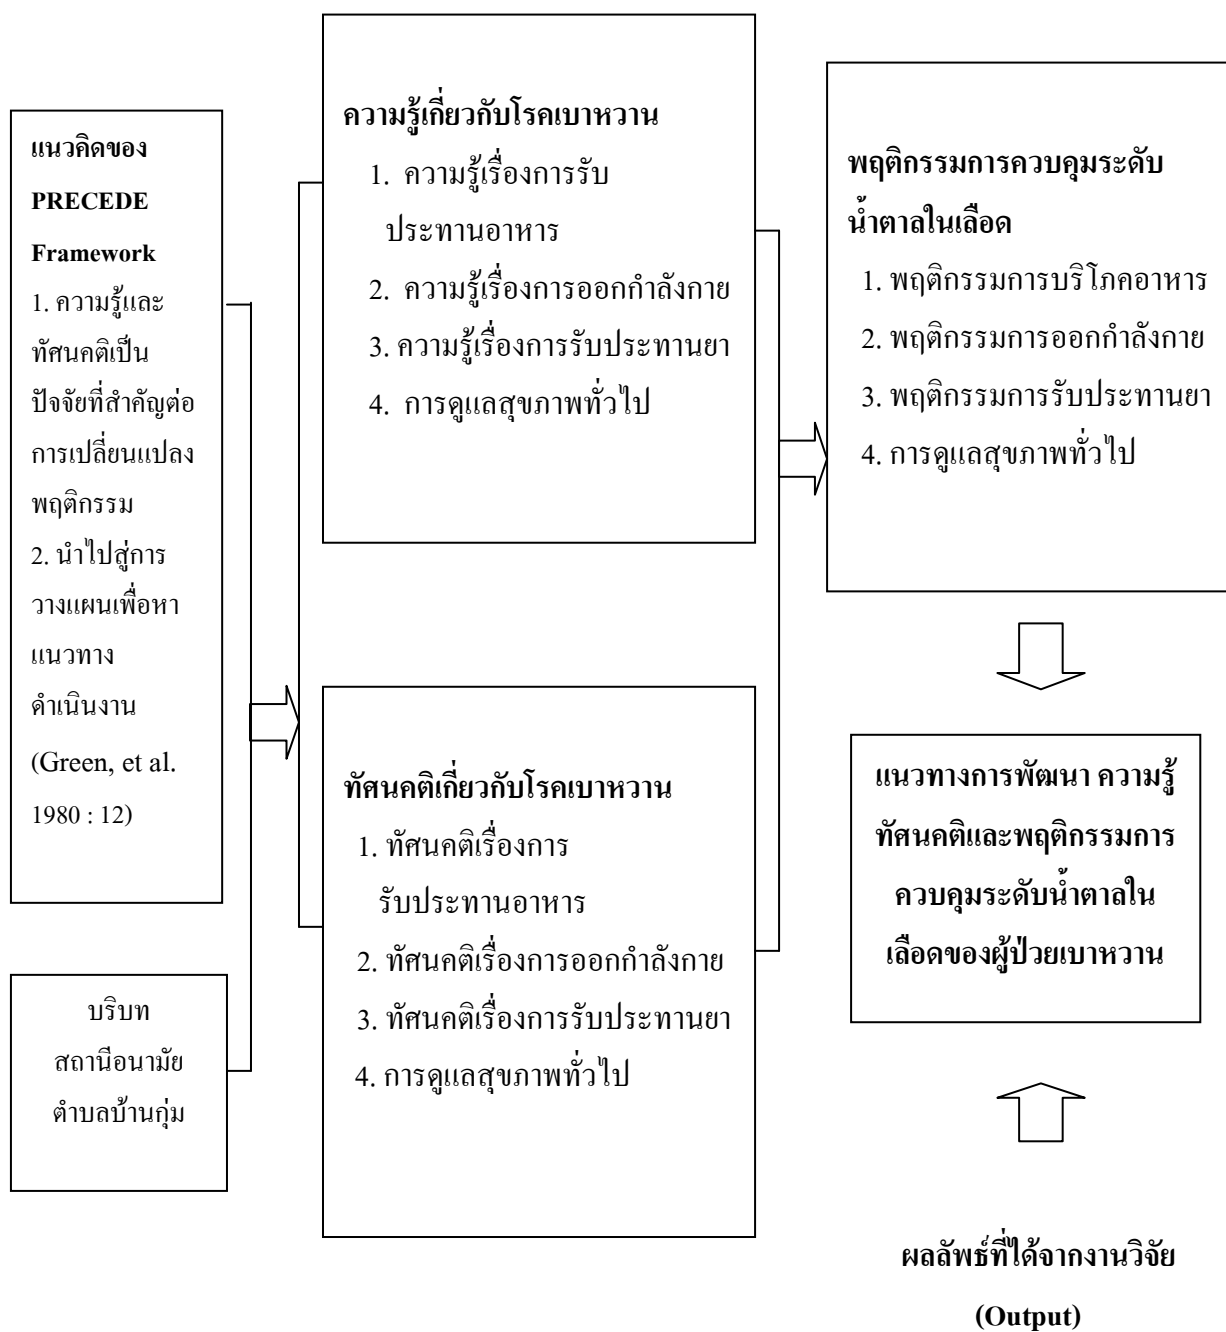 แนวคิดของ
PRECEDE
Framework
1. ความรู้และ
ทัศนคติเป็น
ปัจจัยที่สำคัญต่อ
การเปลี่ยนแปลง
พฤติกรรม
2. นำไปสู่การ
วางแผนเพื่อหา
แนวทาง
ดำเนินงาน
(Green, et al.
1980 : 12)
บริบท
สถานีอนามัย
ตำบลบ้านกุ่ม
ความรู้เกี่ยวกับโรคเบาหวาน
1. ความรู้เรื่องการรับ
ประทานอาหาร
2. ความรู้เรื่องการออกกำลังกาย
3. ความรู้เรื่องการรับประทานยา
4. การดูแลสุขภาพทั่วไป
ทัศนคติเกี่ยวกับโรคเบาหวาน
1. ทัศนคติเรื่องการ
รับประทานอาหาร
2. ทัศนคติเรื่องการออกกำลังกาย
3. ทัศนคติเรื่องการรับประทานยา
4. การดูแลสุขภาพทั่วไป
พฤติกรรมการควบคุมระดับ
น้ำตาลในเลือด
1. พฤติกรรมการบริโภคอาหาร
2. พฤติกรรมการออกกำลังกาย
3. พฤติกรรมการรับประทานยา
4. การดูแลสุขภาพทั่วไป
แนวทางการพัฒนา ความรู้
ทัศนคติและพฤติกรรมการ
ควบคุมระดับน้ำตาลใน
เลือดของผู้ป่วยเบาหวาน
ผลลัพธ์ที่ได้จากงานวิจัย
(Output)